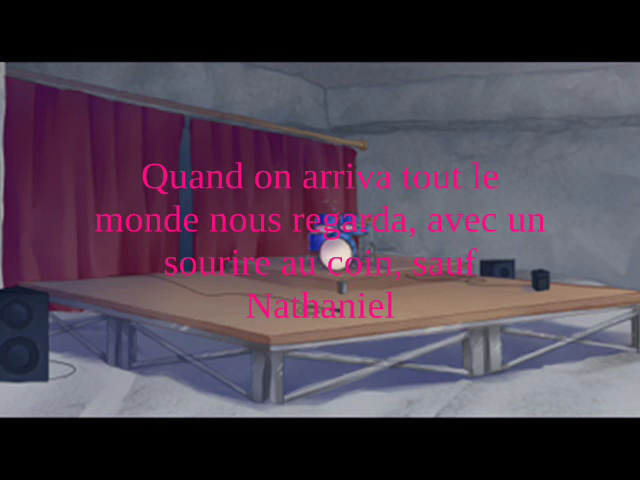 Quand on arriva tout le
monde nous regarda, avec un
sourire au coin, sauf
Nathaniel